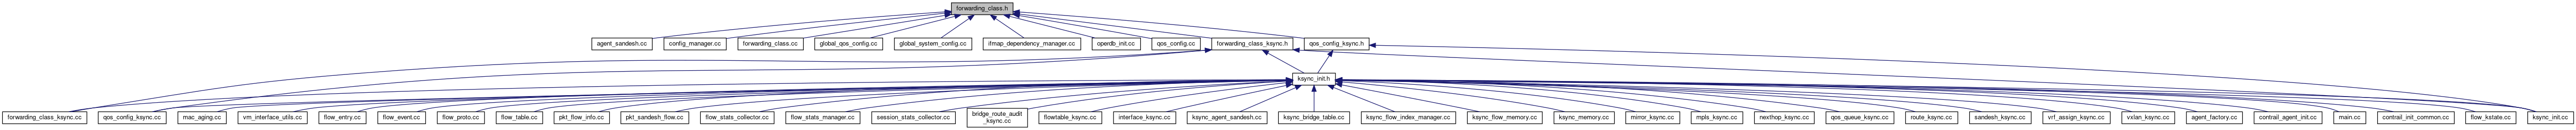 forwarding_class.h
agent_sandesh.cc
config_manager.cc
forwarding_class.cc
global_qos_config.cc
global_system_config.cc
ifmap_dependency_manager.cc
operdb_init.cc
qos_config.cc
forwarding_class_ksync.h
qos_config_ksync.h
ksync_init.h
forwarding_class_ksync.cc
qos_config_ksync.cc
mac_aging.cc
vm_interface_utils.cc
flow_entry.cc
flow_event.cc
flow_proto.cc
flow_table.cc
pkt_flow_info.cc
pkt_sandesh_flow.cc
flow_stats_collector.cc
flow_stats_manager.cc
session_stats_collector.cc
bridge_route_audit
_ksync.cc
flowtable_ksync.cc
interface_ksync.cc
ksync_agent_sandesh.cc
ksync_bridge_table.cc
ksync_flow_index_manager.cc
ksync_flow_memory.cc
ksync_memory.cc
mirror_ksync.cc
mpls_ksync.cc
nexthop_ksync.cc
qos_queue_ksync.cc
route_ksync.cc
sandesh_ksync.cc
vrf_assign_ksync.cc
vxlan_ksync.cc
agent_factory.cc
contrail_agent_init.cc
main.cc
contrail_init_common.cc
flow_kstate.cc
ksync_init.cc